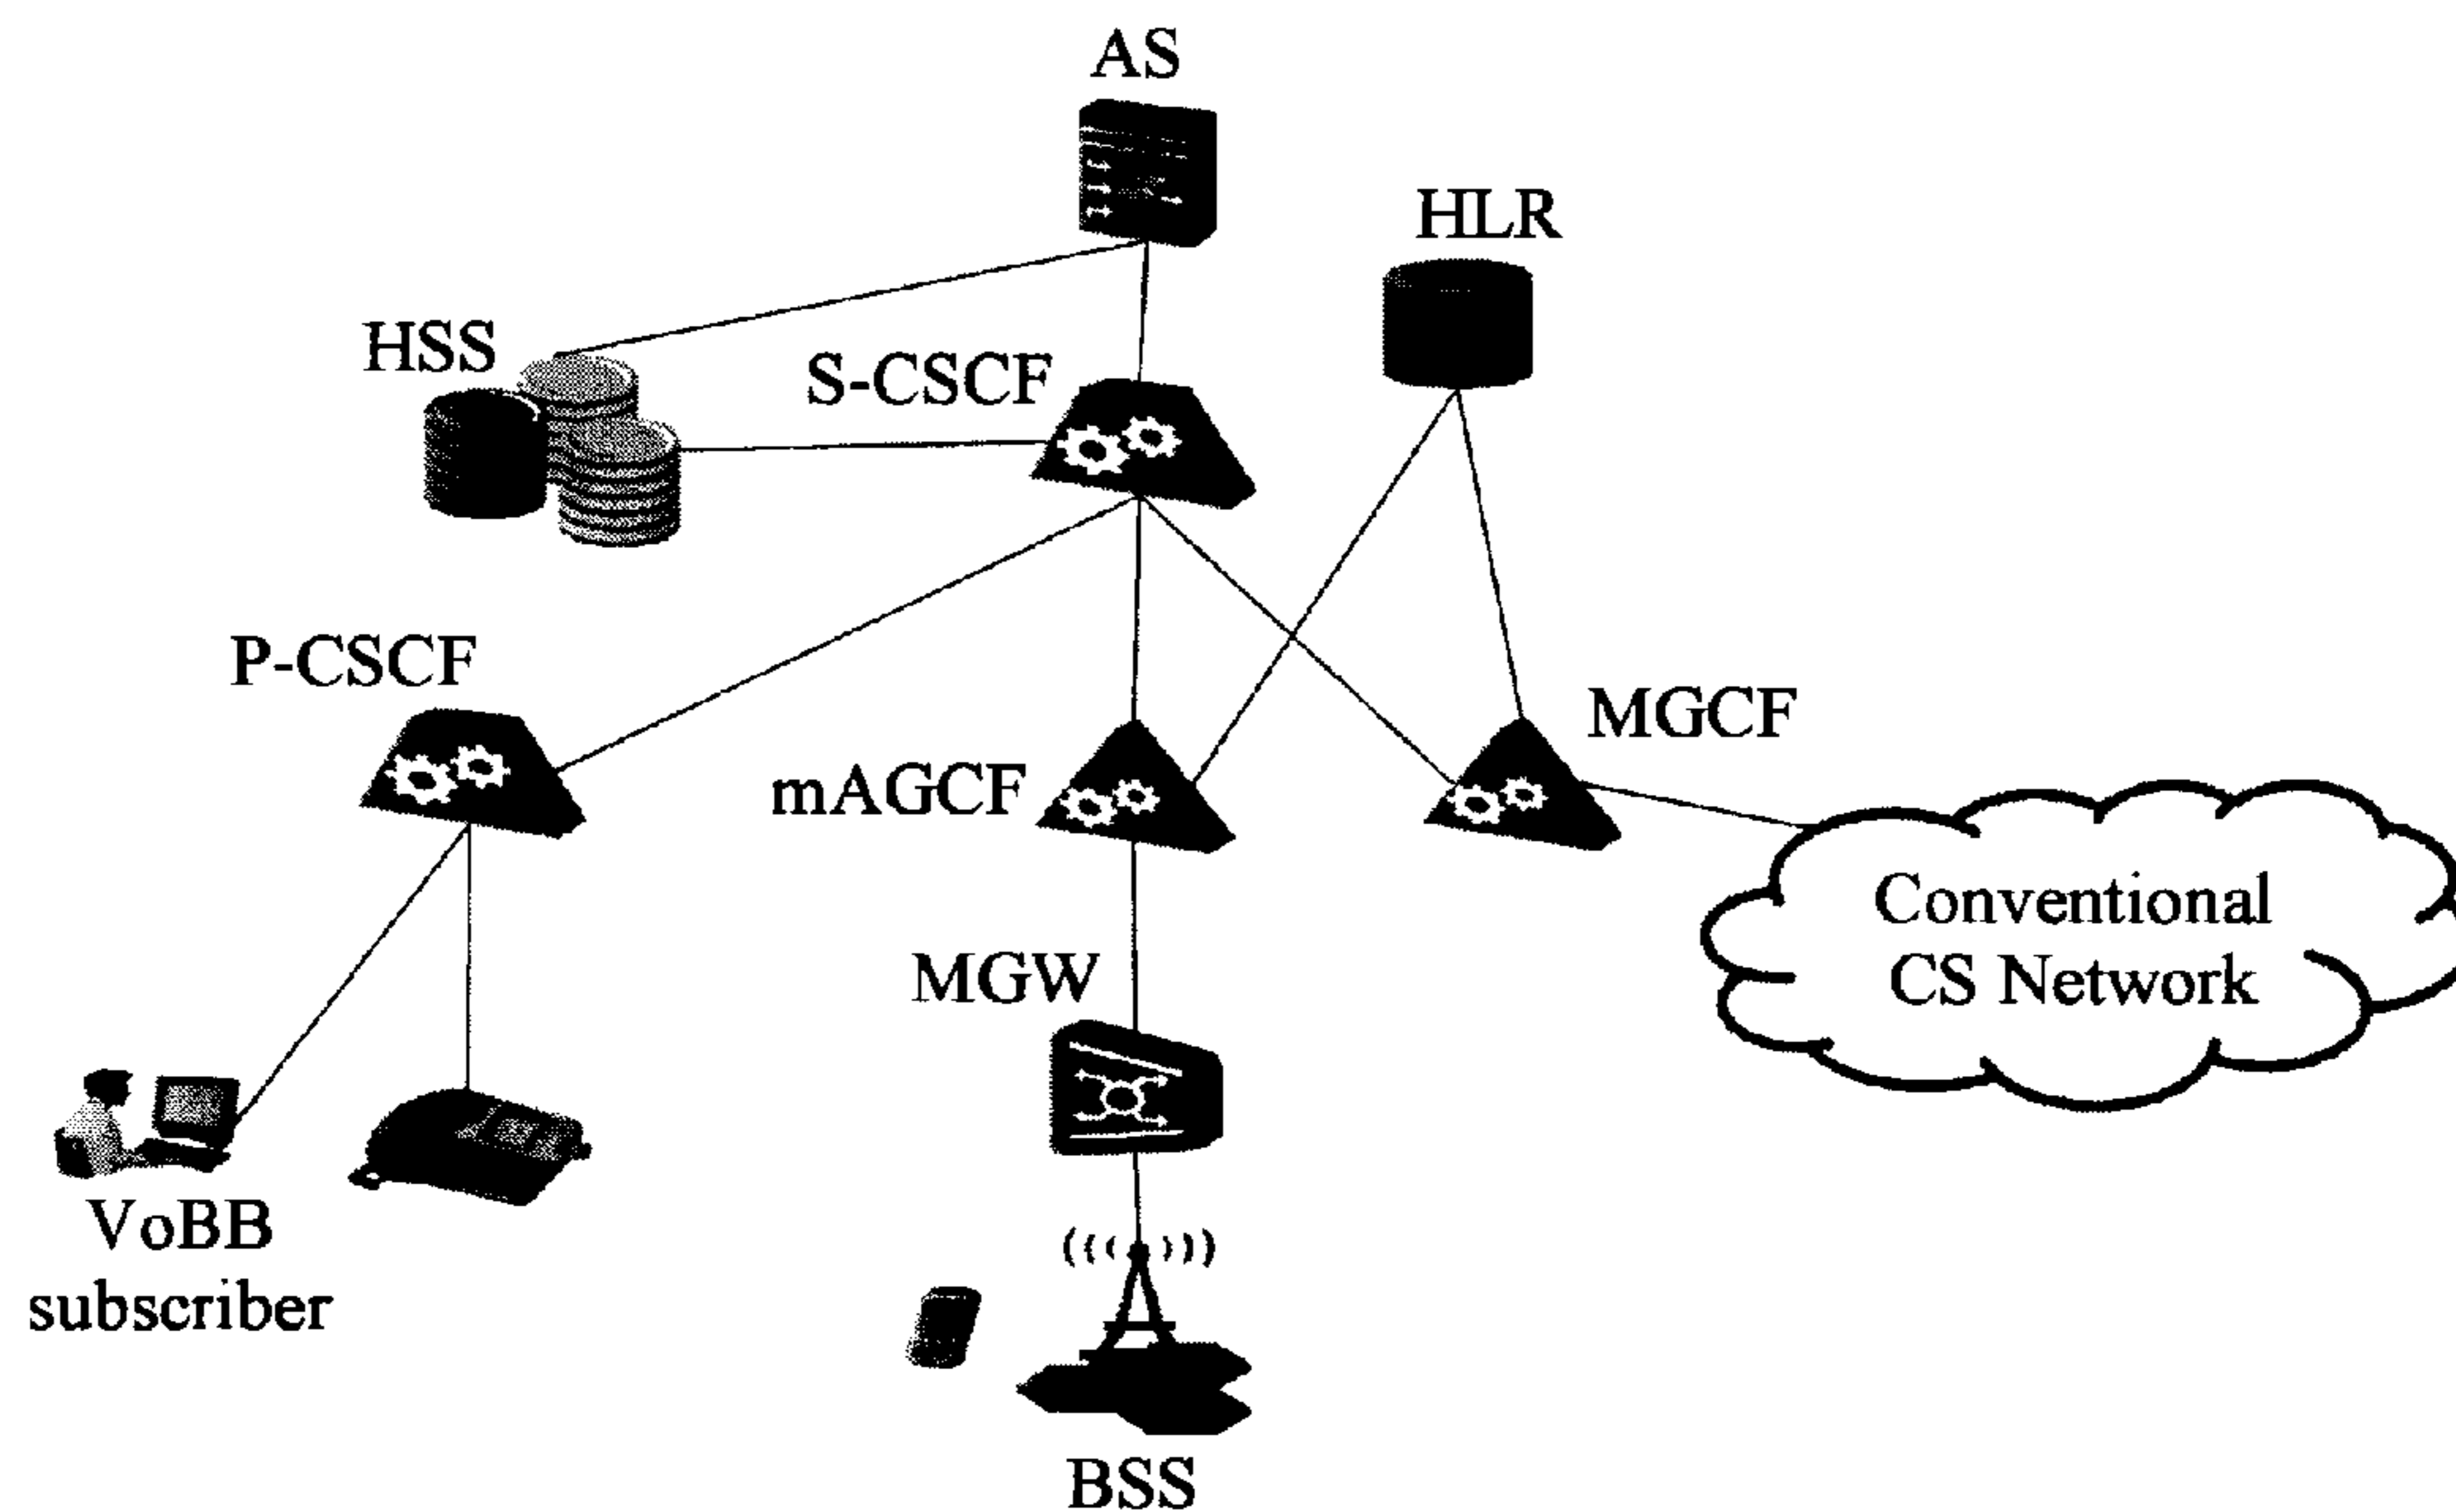 AS
HLR
HSS
S-CSCF
P-CSCF
MGCF
mAGCF
Conventional
CS Network
MGW
VoBB
subscriber
BSS